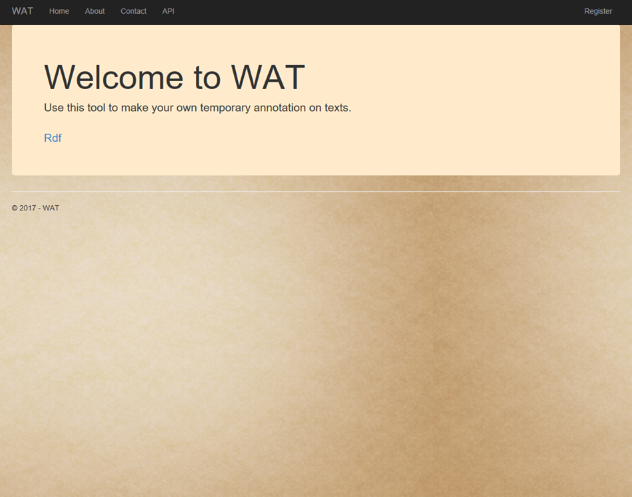 WAT Home About Contact API Register
Welcome to WAT
Use this tool to make your own temporary annotation on texts.
Rdf
© 2017 - WAT